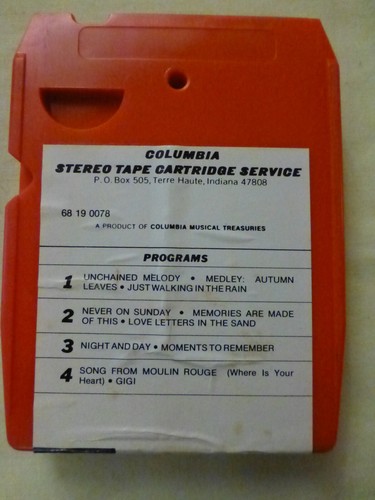 COLUMBIA
STEREO TAPE CARTRIDGE SERVICE
P.O. Box 505, Terre Haute, Indiana 47808
68 19 0078
A PRODUCT OF COLUMBIA MUSICAL TREASURIES
PROGRAMS
1 UNCHAINED MELODY • MEDLEY: AUTUMN
LEAVES • JUST WALKING IN THE RAIN
2 NEVER ON SUNDAY • MEMORIES ARE MADE
OF THIS • LOVE LETTERS IN THE SAND
3 NIGHT AND DAY • MOMENTS TO REMEMBER
4 SONG FROM MOULIN ROUGE (Where Is Your
Heart) • GIGI